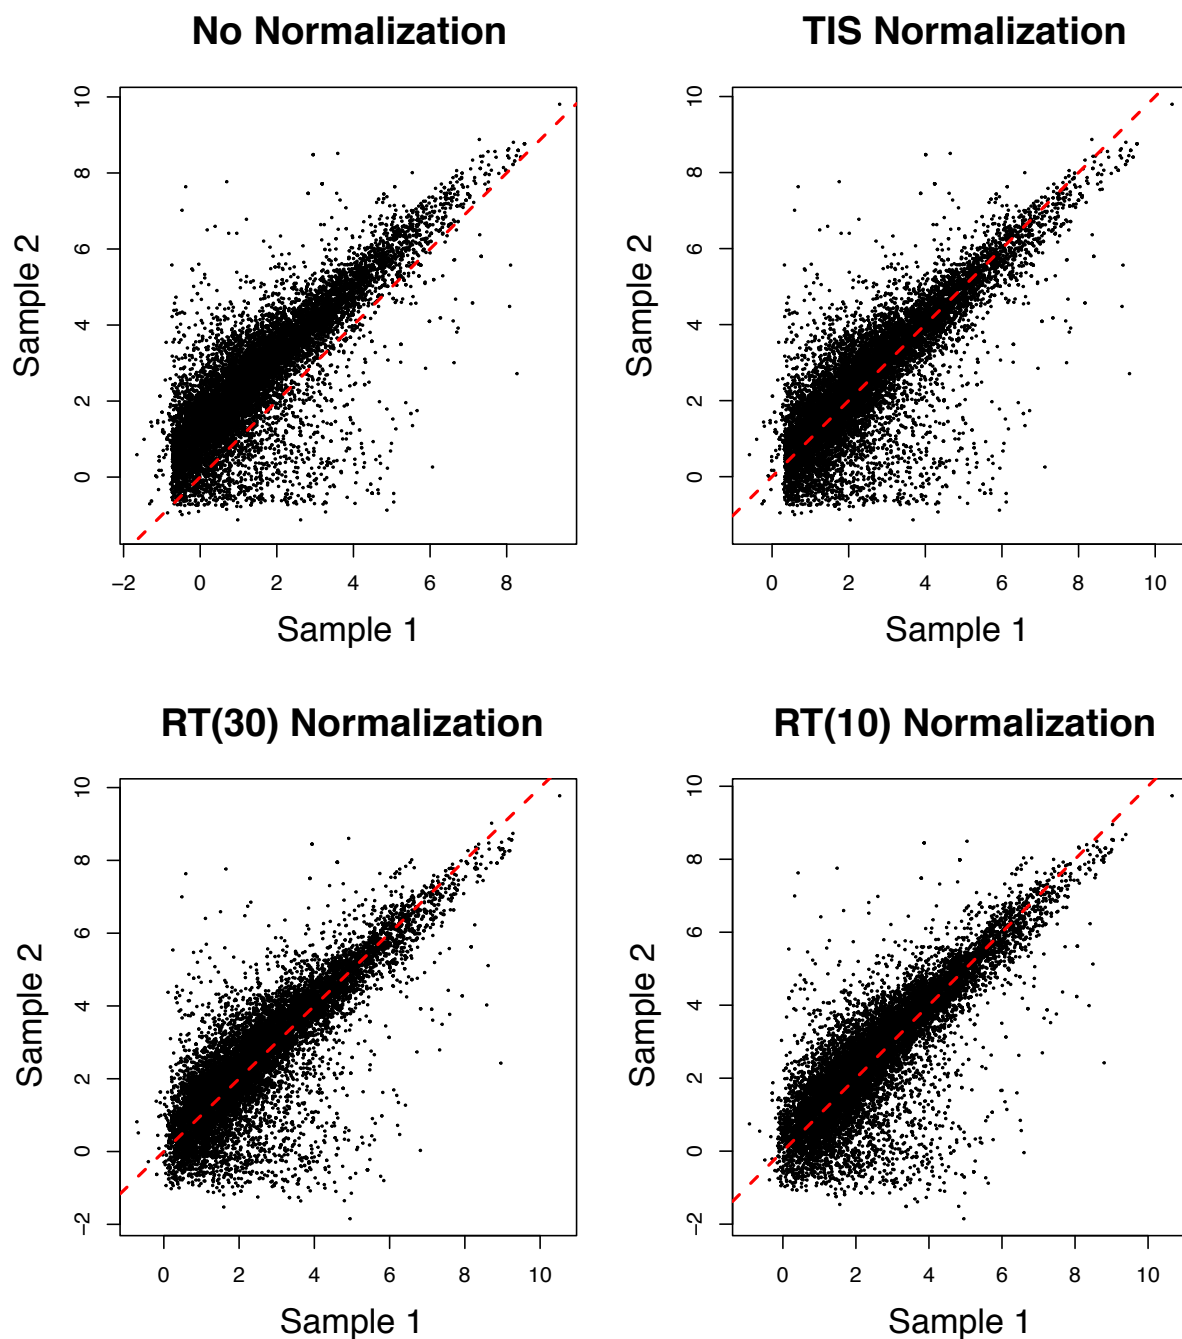 No Normalization
10
8
6
4
2
0
Sample 2
−2 0 2 4 6 8
Sample 1
TIS Normalization
10
8
6
4
2
0
Sample 2
0 2 4 6 8 10
Sample 1
RT(30) Normalization
10
8
6
4
2
0
−2
Sample 2
0 2 4 6 8 10
Sample 1
RT(10) Normalization
10
8
6
4
2
0
−2
Sample 2
0 2 4 6 8 10
Sample 1